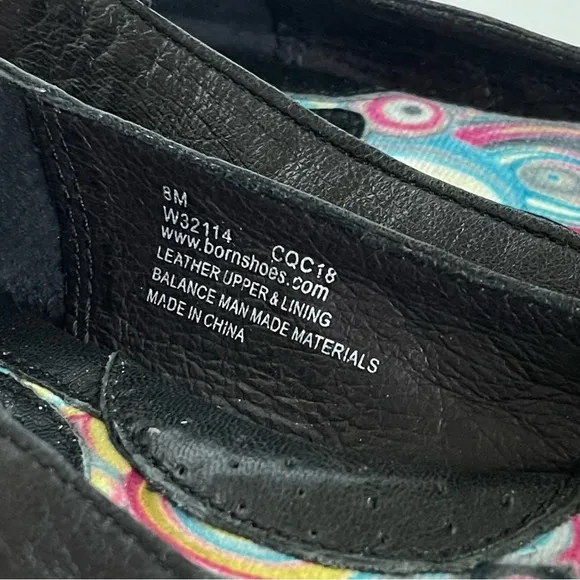 8M
W32114 CQC18
www.bornshoes.com
LEATHER UPPER & LINING
BALANCE MAN MADE MATERIALS
MADE IN CHINA